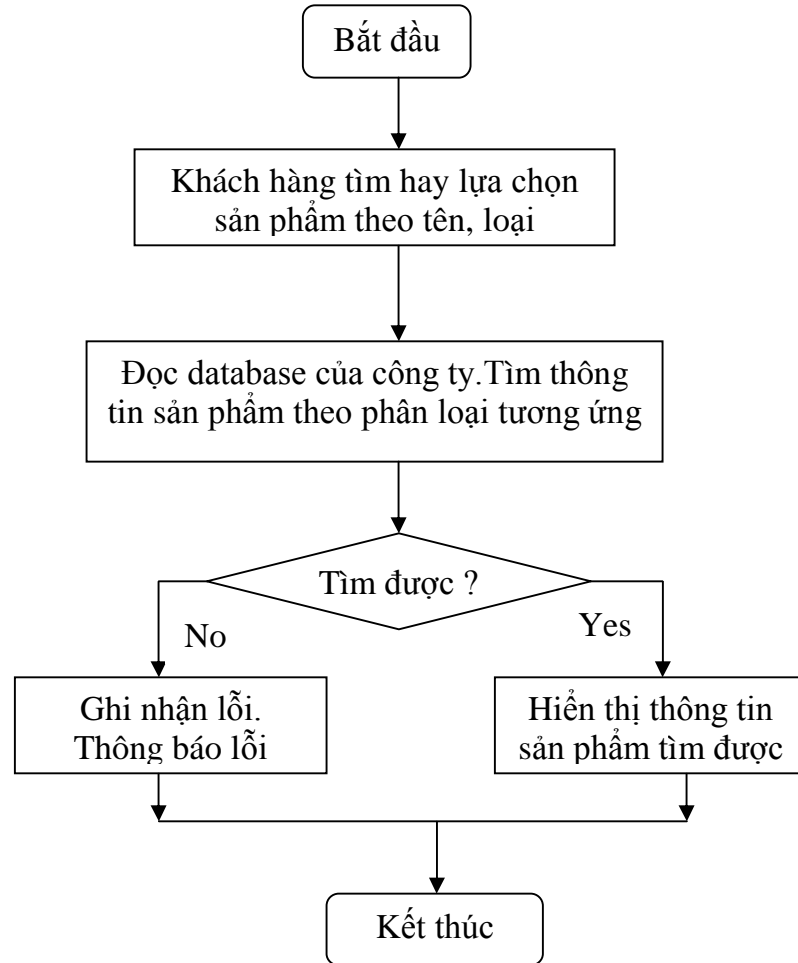 Bắt đầu
Khách hàng tìm hay lựa chọn
sản phẩm theo tên, loại
Đọc database của công ty.Tìm thông
tin sản phẩm theo phân loại tương ứng
Tìm được ?
No
Yes
Ghi nhận lỗi.
Thông báo lỗi
Hiển thị thông tin
sản phẩm tìm được
Kết thúc